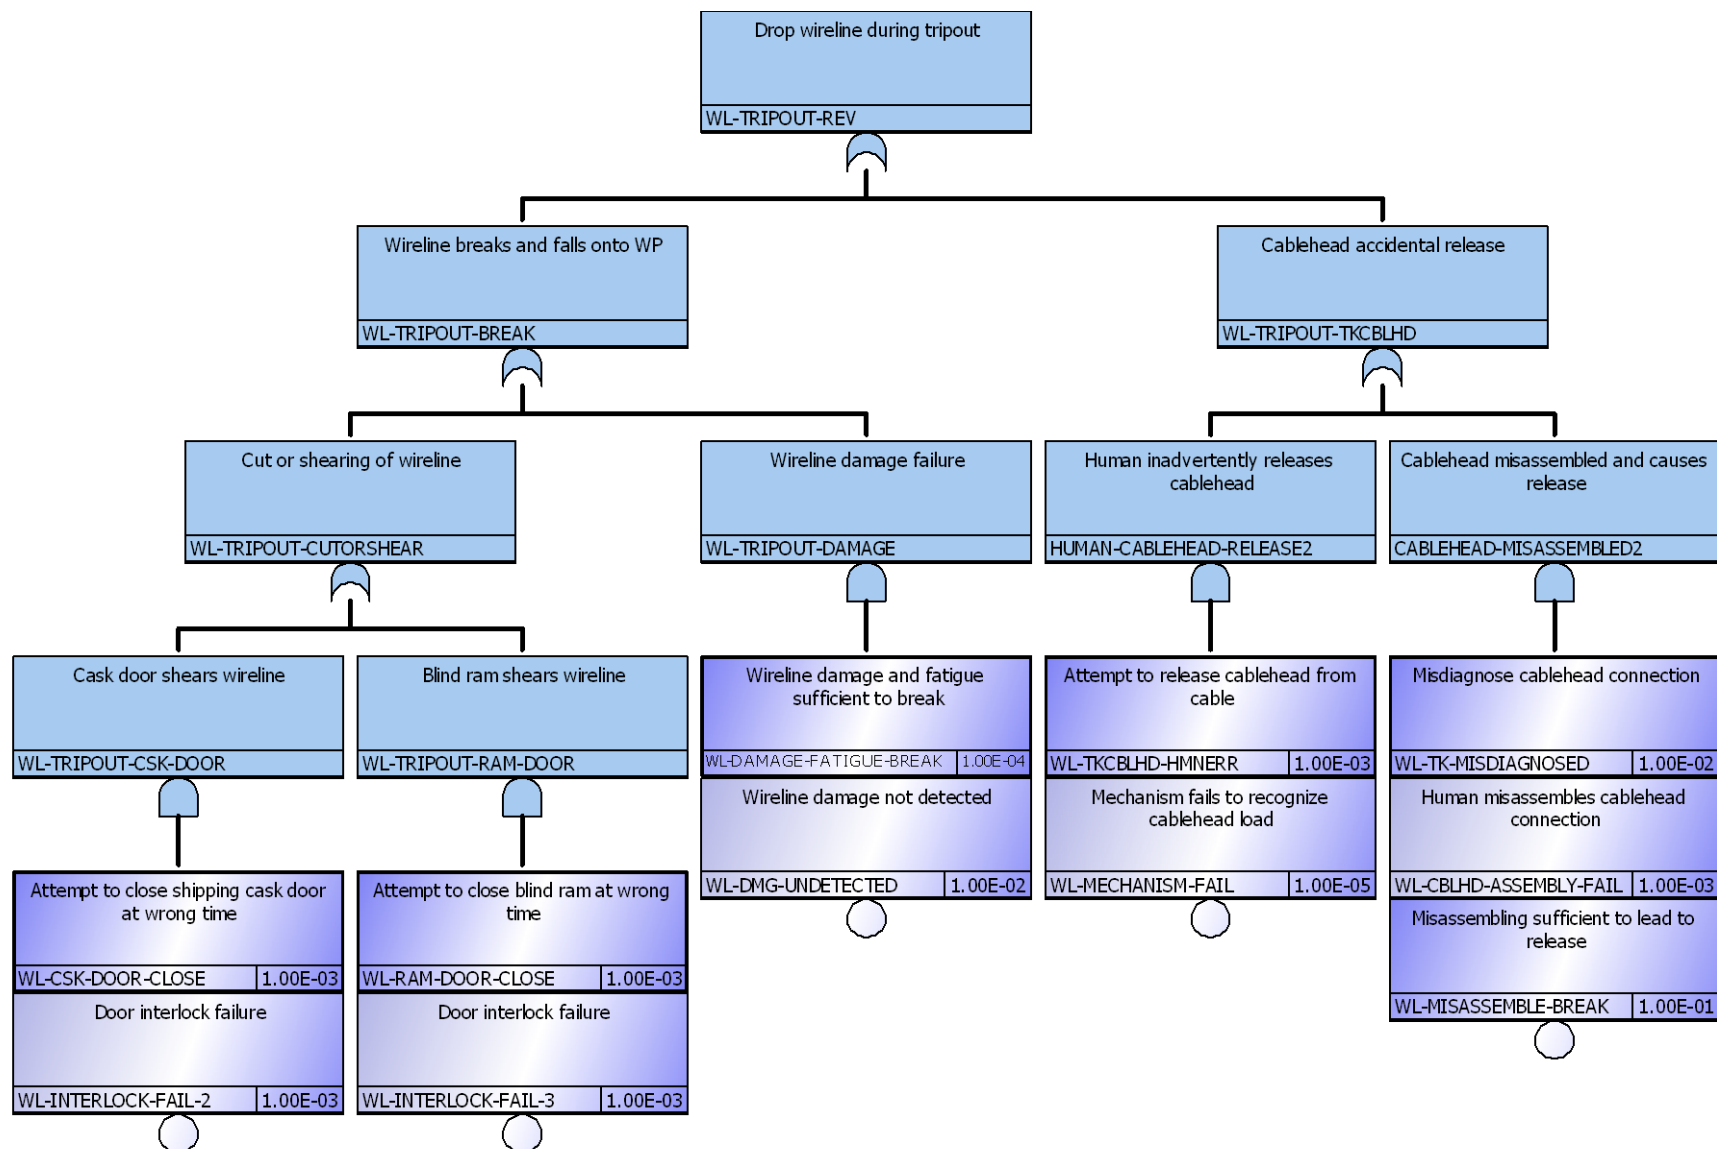 Drop wireline during tripout
WL-TRIPOUT-REV
Wireline breaks and falls onto WP
WL-TRIPOUT-BREAK
Cablehead accidental release
WL-TRIPOUT-TKCBLHD
Cut or shearing of wireline
WL-TRIPOUT-CUTORSHEAR
Wireline damage failure
WL-TRIPOUT-DAMAGE
Human inadvertently releases
cablehead
HUMAN-CABLEHEAD-RELEASE2
Cablehead misassembled and causes
release
CABLEHEAD-MISASSEMBLED2
Cask door shears wireline
WL-TRIPOUT-CSK-DOOR
Blind ram shears wireline
WL-TRIPOUT-RAM-DOOR
Wireline damage and fatigue
sufficient to break
WL-DAMAGE-FATIGUE-BREAK 1.00E-04
Wireline damage not detected
WL-DMG-UNDETECTED 1.00E-02
Attempt to release cablehead from
cable
WL-TKCBLHD-HMNERR 1.00E-03
Mechanism fails to recognize
cablehead load
WL-MECHANISM-FAIL 1.00E-05
Misdiagnose cablehead connection
WL-TK-MISDIAGNOSED 1.00E-02
Human misassembles cablehead
connection
WL-CBLHD-ASSEMBLY-FAIL 1.00E-03
Misassembling sufficient to lead to
release
WL-MISASSEMBLE-BREAK 1.00E-01
Attempt to close shipping cask door
at wrong time
WL-CSK-DOOR-CLOSE 1.00E-03
Door interlock failure
WL-INTERLOCK-FAIL-2 1.00E-03
Attempt to close blind ram at wrong
time
WL-RAM-DOOR-CLOSE 1.00E-03
Door interlock failure
WL-INTERLOCK-FAIL-3 1.00E-03